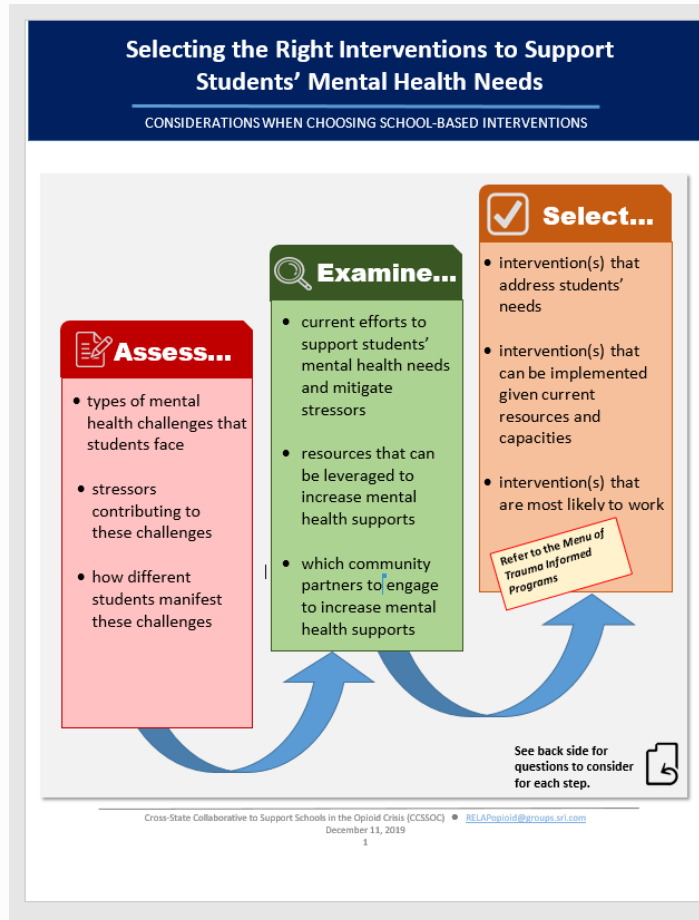 Selecting the Right Interventions to Support
Students' Mental Health Needs
CONSIDERATIONS WHEN CHOOSING SCHOOL-BASED INTERVENTIONS
Assess...
• types of mental
health challenges that
students face
• stressors
contributing to
these challenges
• how different
students manifest
these challenges
Examine...
• current efforts to
support students'
mental health needs
and mitigate
stressors
• resources that can
be leveraged to
increase mental
health supports
• which community
partners to engage
to increase mental
health supports
Select...
• intervention(s) that
address students'
needs
• intervention(s) that
can be implemented
given current
resources and
capacities
• intervention(s) that
are most likely to work
Refer to the Menu of
Trauma Informed
Programs
See back side for
questions to consider
for each step.
Cross-State Collaborative to Support Schools in the Opioid Crisis (CCSSOC) ● RELAPopioid@groups.sri.com
December 11, 2019
1